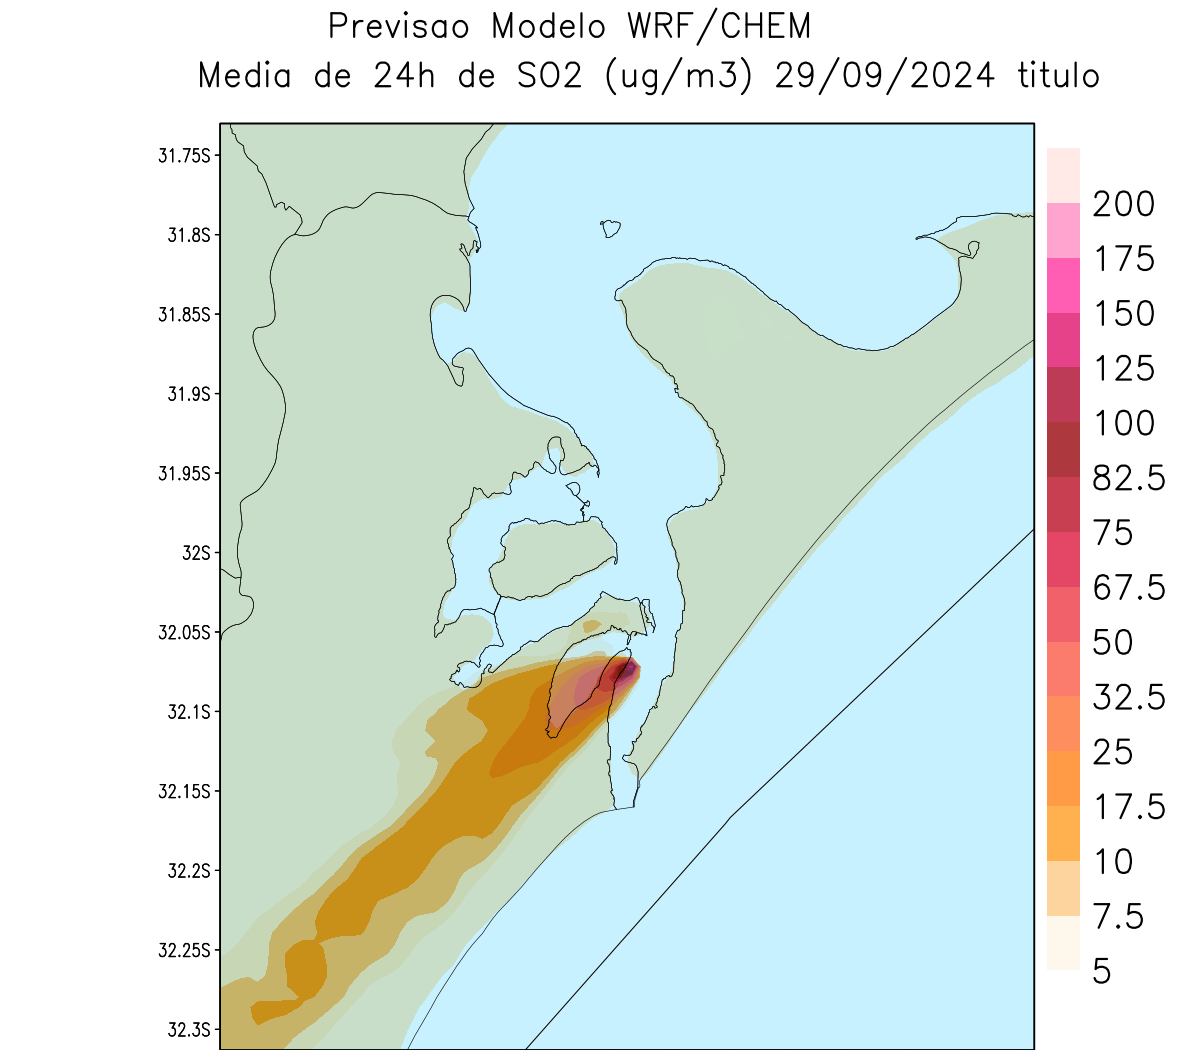 Previsao Modelo WRF/CHEM
Media de 24h de SO2 (ug/m3) 29/09/2024 titulo
31.75S
31.8S
31.85S
31.9S
31.95S
32S
32.05S
32.1S
32.15S
32.2S
32.25S
32.3S
200
175
150
125
100
82.5
75
67.5
50
32.5
25
17.5
10
7.5
5